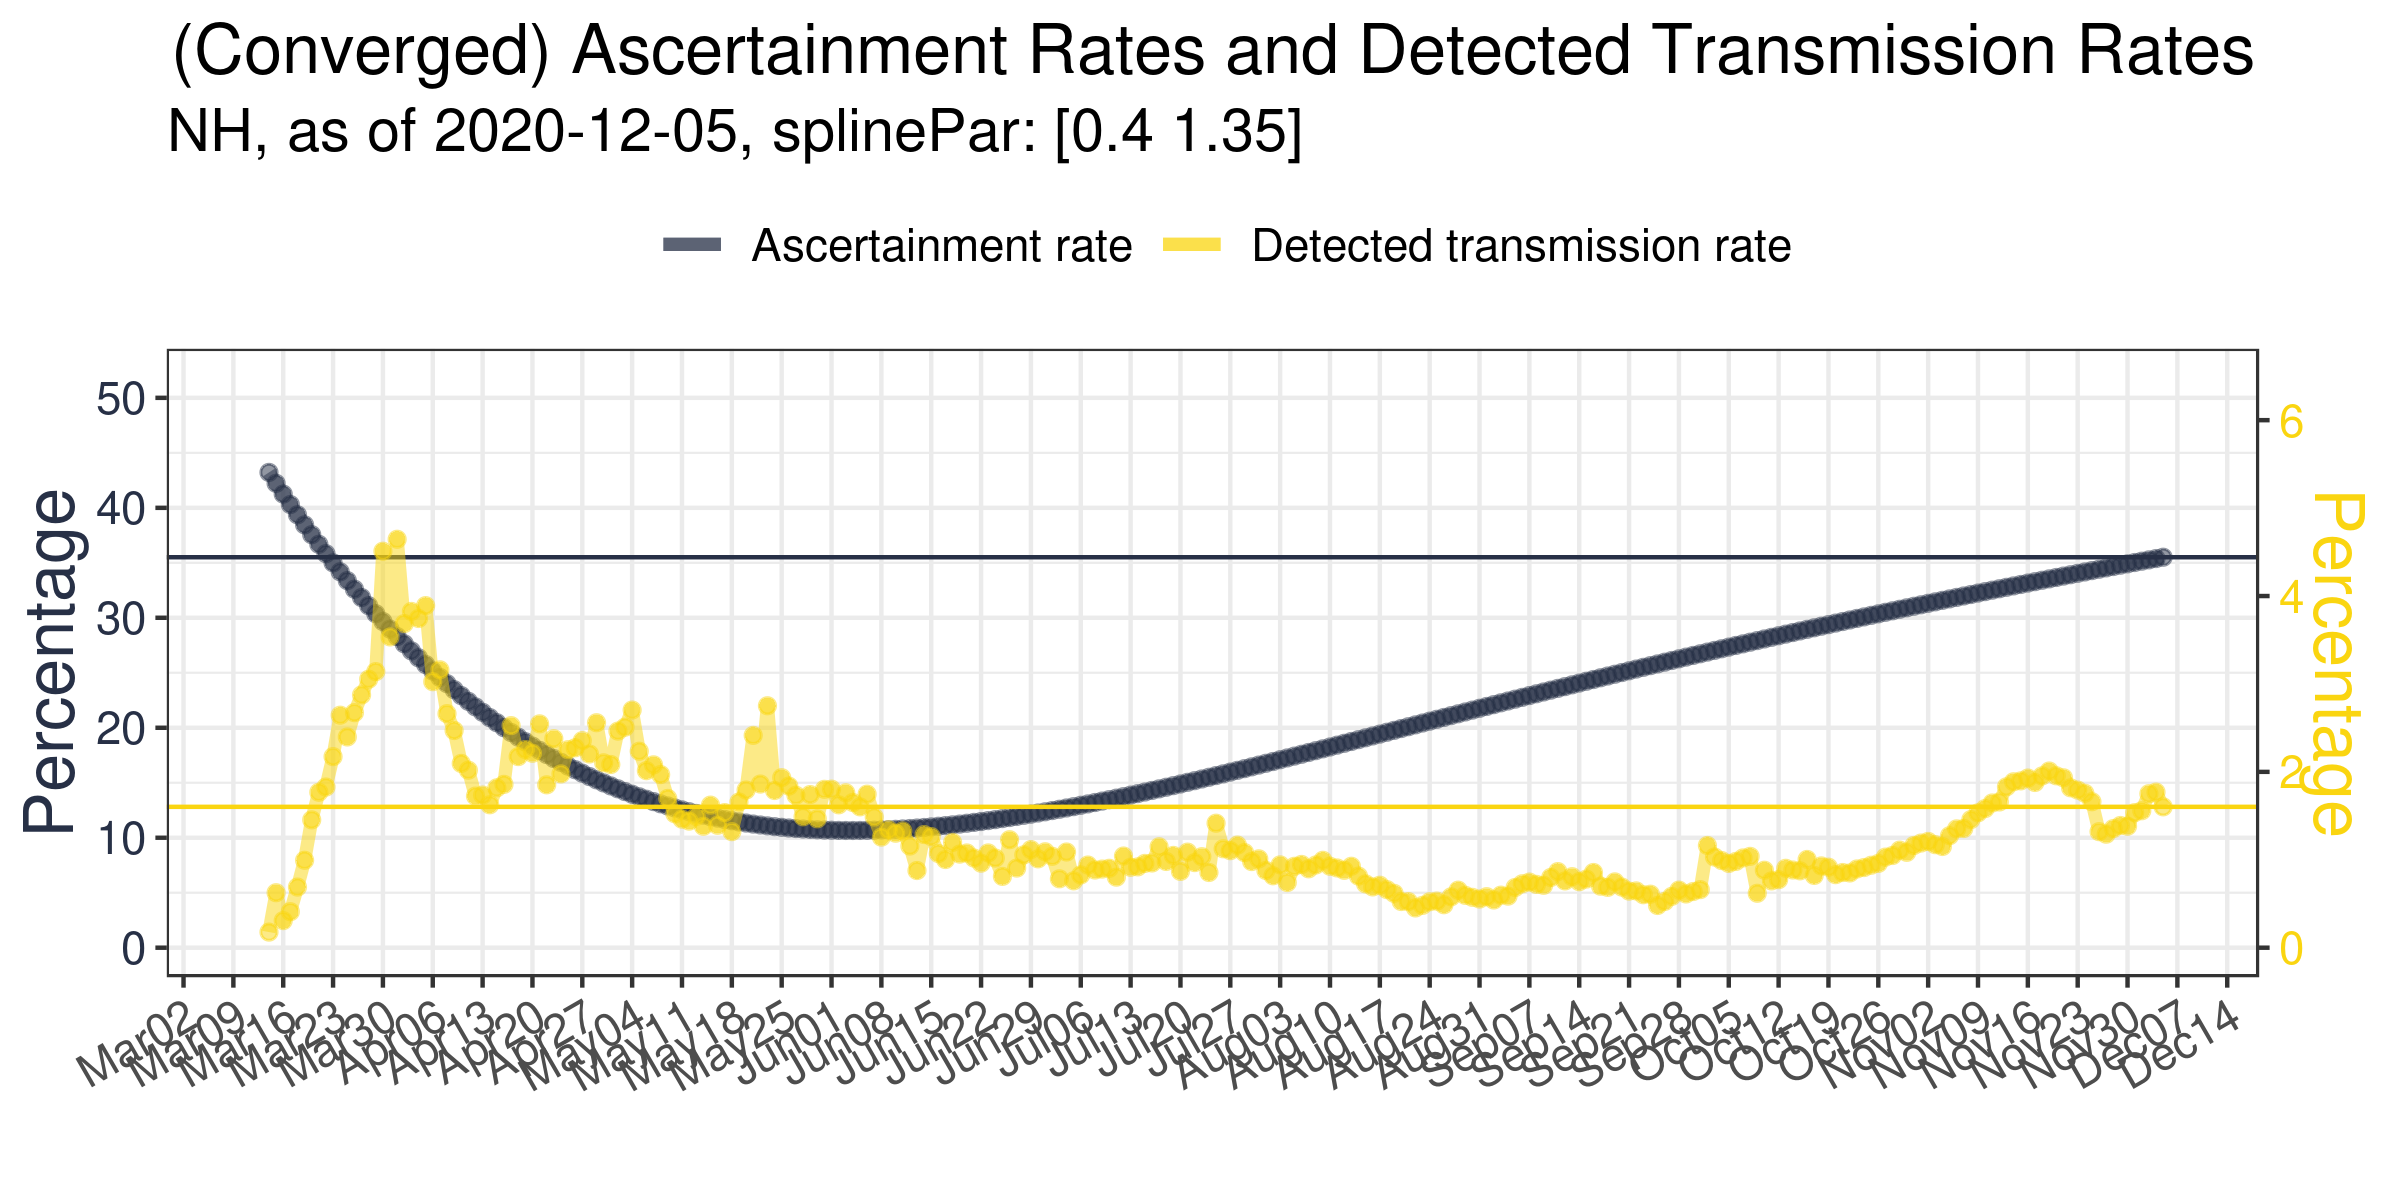 (Converged) Ascertainment Rates and Detected Transmission Rates
NH, as of 2020-12-05, splinePar: [0.4 1.35]
Ascertainment rate Detected transmission rate
Percentage
50
40
30
20
10
0
6
4
2
0
Percentage
Mar02 Mar09 Mar16 Mar23 Mar30 Apr06 Apr13 Apr20 Apr27 May04 May11 May18 May25 Jun01 Jun08 Jun15 Jun22 Jun29 Jul06 Jul13 Jul20 Jul27 Aug03 Aug10 Aug17 Aug24 Aug31 Sep07 Sep14 Sep21 Sep28 Oct05 Oct12 Oct19 Oct26 Nov02 Nov09 Nov16 Nov23 Nov30 Dec07 Dec14